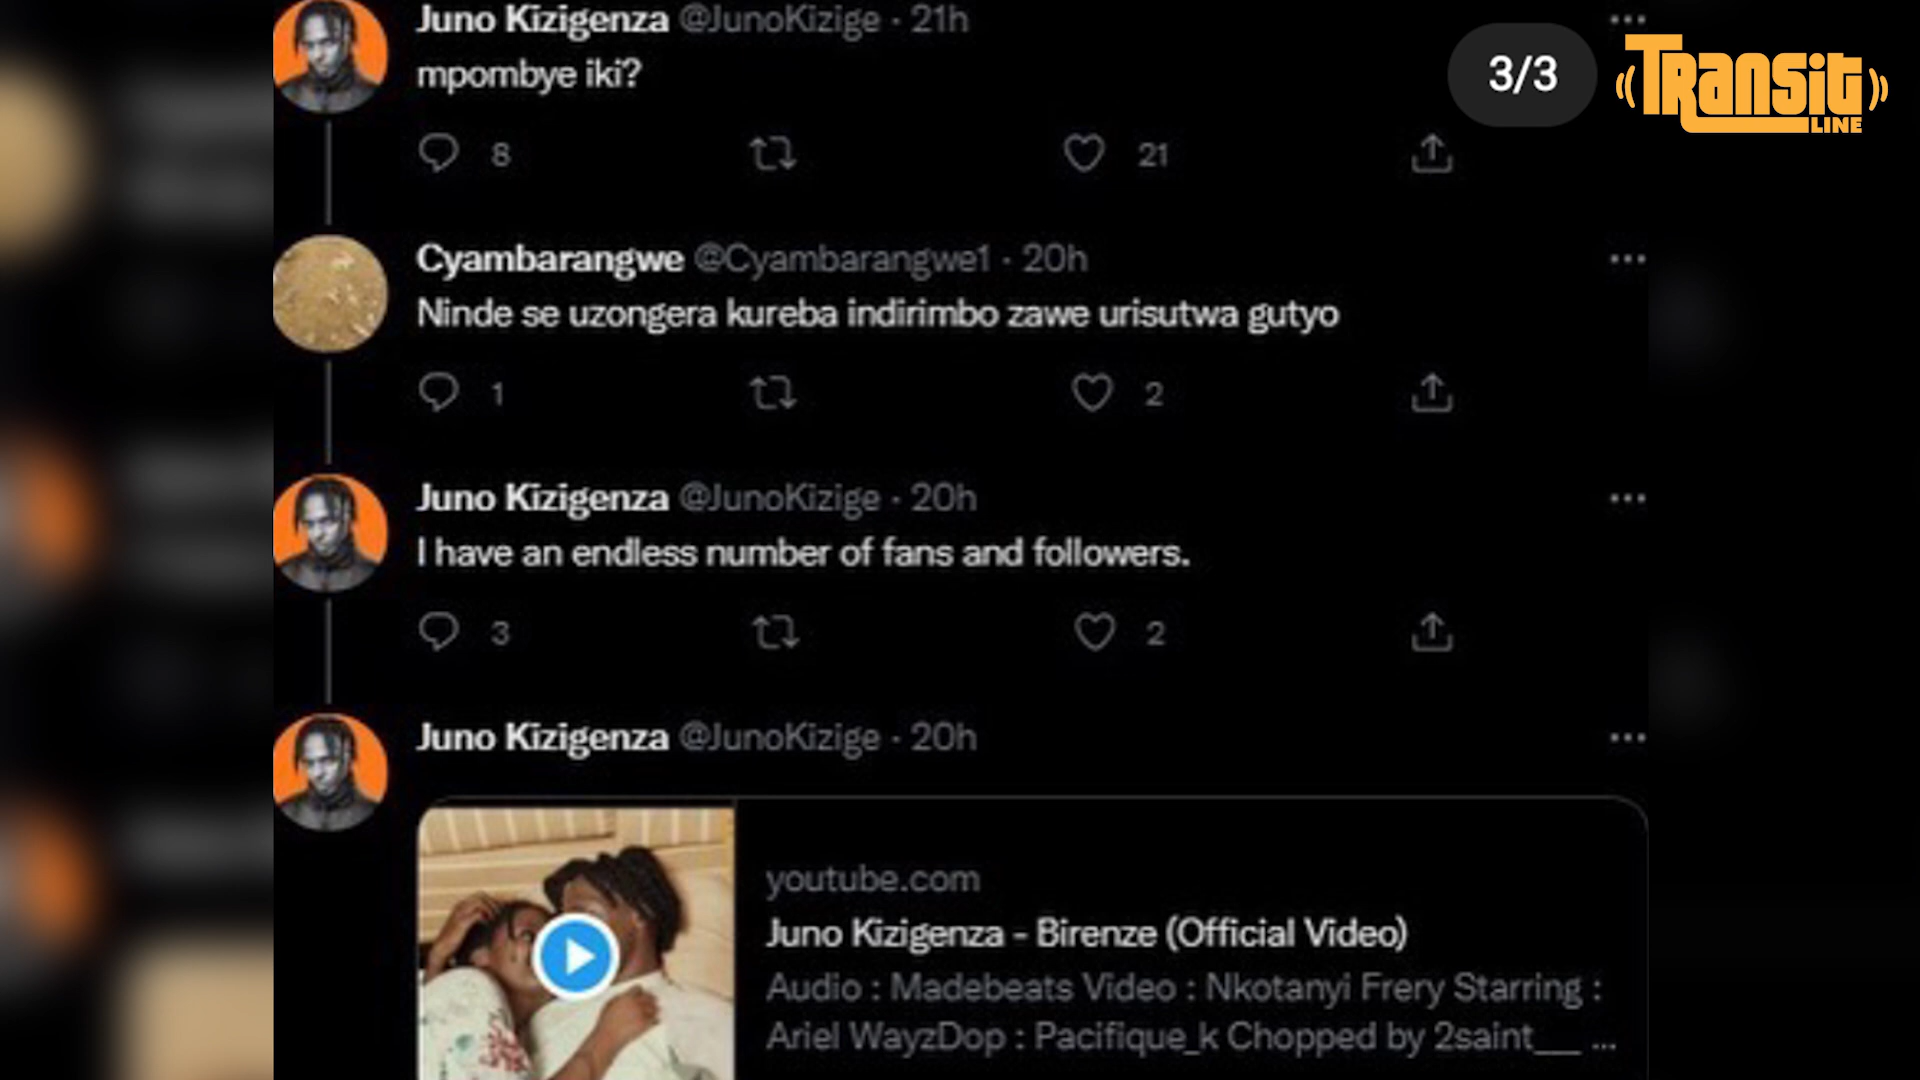 Juno Kizigenza @JunoKizige · 21h
mpombye iki?
3/3
Transit
LINE
8
21
Cyambarangwe @Cyambarangwe1 · 20h
Ninde se uzongera kureba indirimbo zawe urisutwa gutyo
1
2
Juno Kizigenza @JunoKizige · 20h
I have an endless number of fans and followers.
3
2
Juno Kizigenza @JunoKizige · 20h
youtube.com
Juno Kizigenza - Birenze (Official Video)
Audio : Madebeats Video : Nkotanyi Frery Starring :
Ariel WayzDop : Pacifique_k Chopped by 2saint__ ...